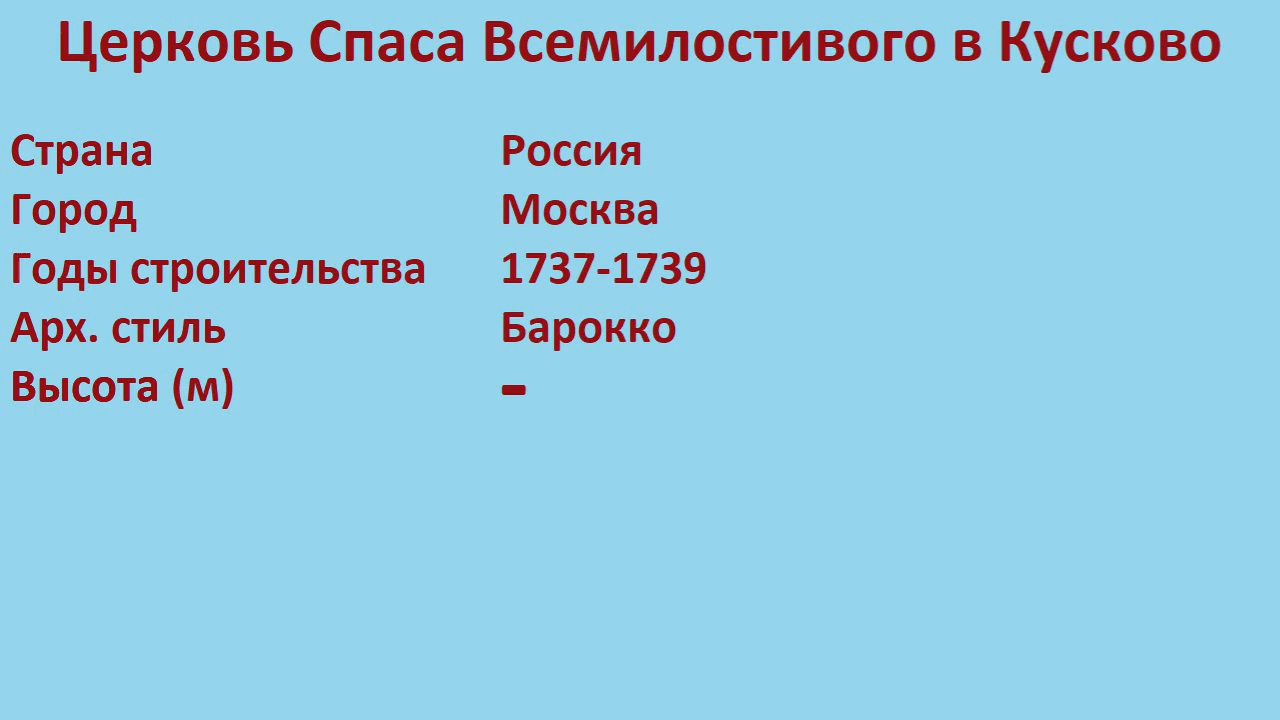 Церковь Спаса Всемилостивого в Кусково
Страна Россия
Город Москва
Годы строительства 1737-1739
Арх. стиль Барокко
Высота (м) -